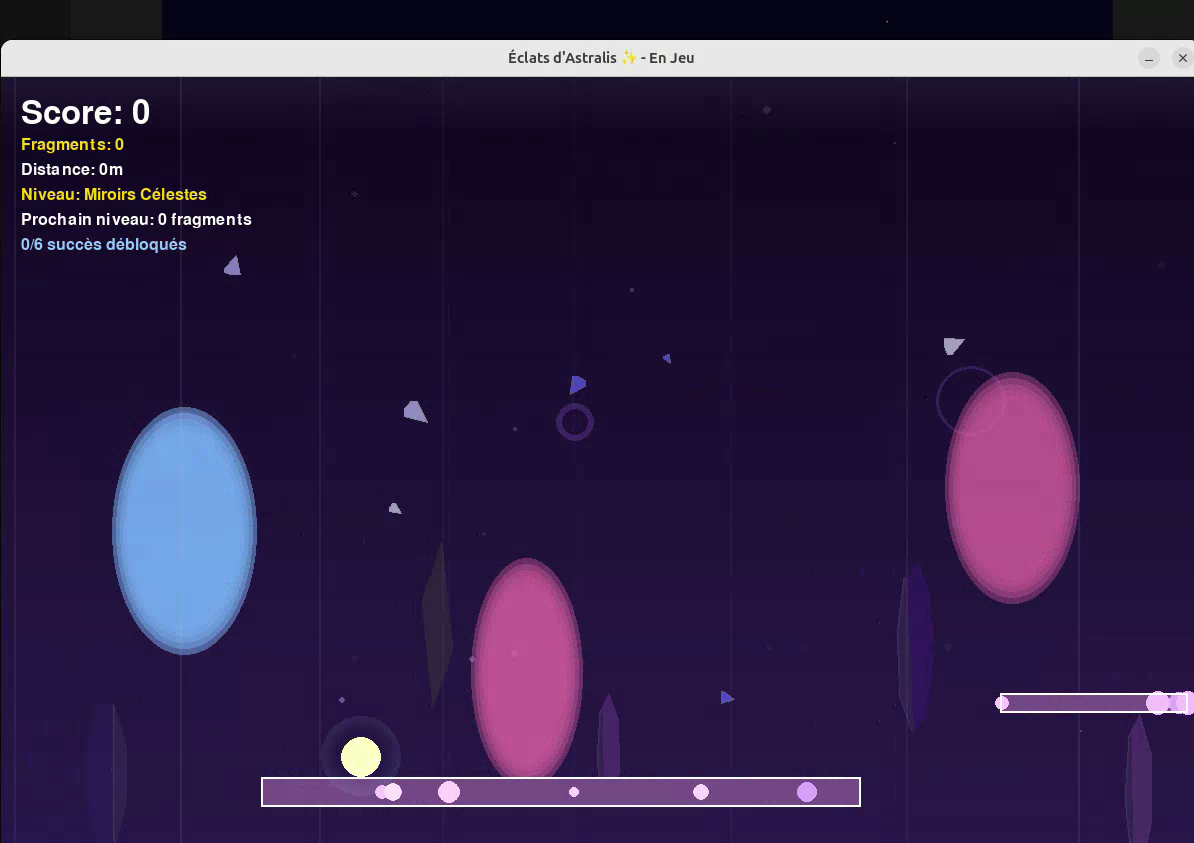 Éclats d'Astralis ✨ - En Jeu
Score: 0
Fragments: 0
Distance: 0m
Niveau: Miroirs Célestes
Prochain niveau: 0 fragments
0/6 succès débloqués